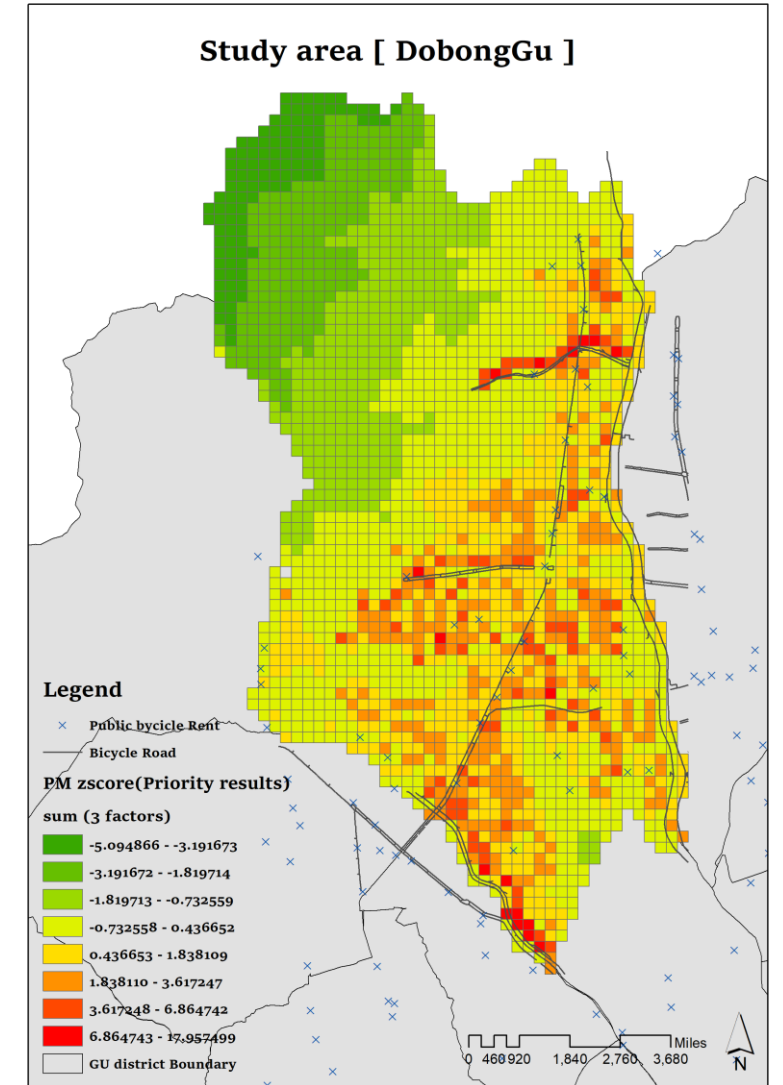 Study area [ DobongGu ]
Legend
Public bycicle Rent
Bicycle Road
PM zscore(Priority results)
sum (3 factors)
-5.094866 - -3.191673
-3.191672 - -1.819714
-1.819713 - -0.732559
-0.732558 - 0.436652
0.436653 - 1.838109
1.838110 - 3.617247
3.617248 - 6.864742
6.864743 - 17.957499
GU district Boundary
Miles
0 460 920 1,840 2,760 3,680
N